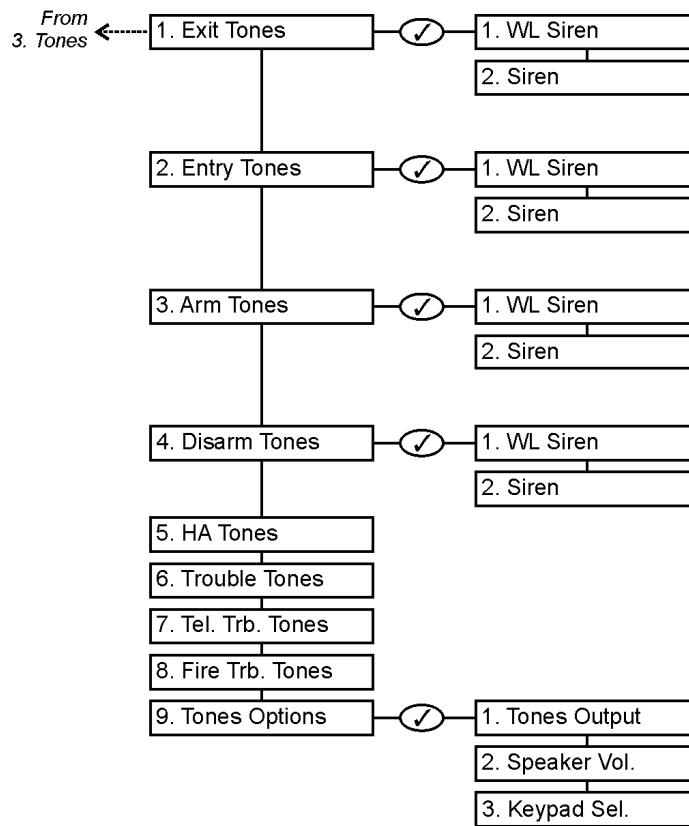 From
3. Tones
1. Exit Tones
1. WL Siren
2. Siren
2. Entry Tones
1. WL Siren
2. Siren
3. Arm Tones
1. WL Siren
2. Siren
4. Disarm Tones
1. WL Siren
2. Siren
5. HA Tones
6. Trouble Tones
7. Tel. Trb. Tones
8. Fire Trb. Tones
9. Tones Options
1. Tones Output
2. Speaker Vol.
3. Keypad Sel.